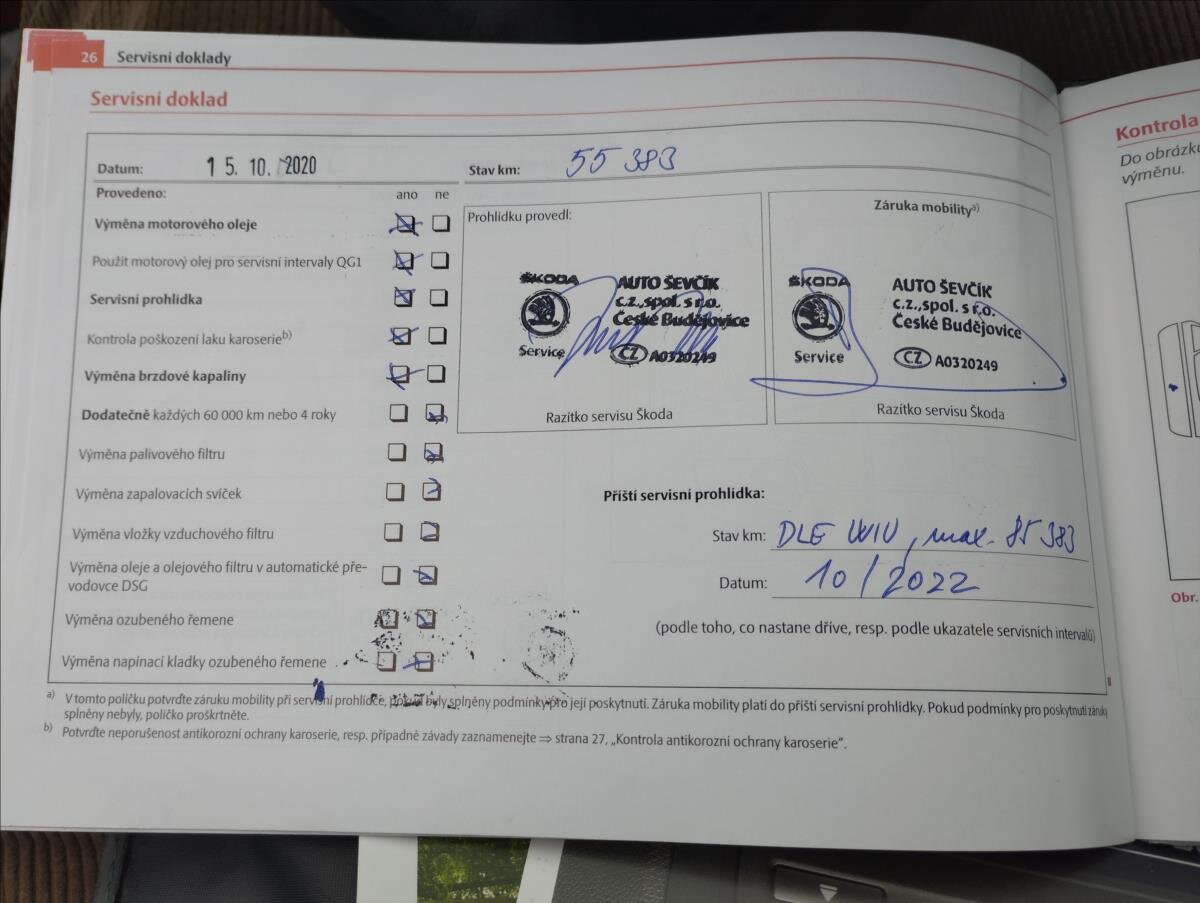 26 Servisní doklady
Servisní doklad
Datum: 15. 10. 2020 Stav km: 55 383
Provedeno: ano ne
Výměna motorového oleje
Použit motorový olej pro servisní intervaly QG1
Servisní prohlídka
Kontrola poškození laku karoserieb)
Výměna brzdové kapaliny
Dodatečně každých 60 000 km nebo 4 roky
Výměna palivového filtru
Výměna zapalovacích svíček
Výměna vložky vzduchového filtru
Výměna oleje a olejového filtru v automatické pře-
vodovce DSG
Výměna ozubeného řemene
Výměna napínací kladky ozubeného řemene
Prohlídku provedl:
ŠKODA
Service
AUTO ŠEVČÍK
c.z.,spol. s r.o.
České Budějovice
CZ A0320249
Razítko servisu Škoda
Záruka mobilitya)
ŠKODA
Service
AUTO ŠEVČÍK
c.z.,spol. s r.o.
České Budějovice
CZ A0320249
Razítko servisu Škoda
Příští servisní prohlídka:
Stav km: DLE WIV, max. 85 383
Datum: 10/2022
(podle toho, co nastane dříve, resp. podle ukazatele servisních intervalů)
a) V tomto políčku potvrďte záruku mobility při servisní prohlídce, pokud byly splněny podmínky pro její poskytnutí. Záruka mobility platí do příští servisní prohlídky. Pokud podmínky pro poskytnutí záruky
splněny nebyly, políčko proškrtněte.
b) Potvrďte neporušenost antikorozní ochrany karoserie, resp. případné závady zaznamenejte ⇒ strana 27, „Kontrola antikorozní ochrany karoserie“.
Kontrola
Do obrázku
výměnu.
Obr.